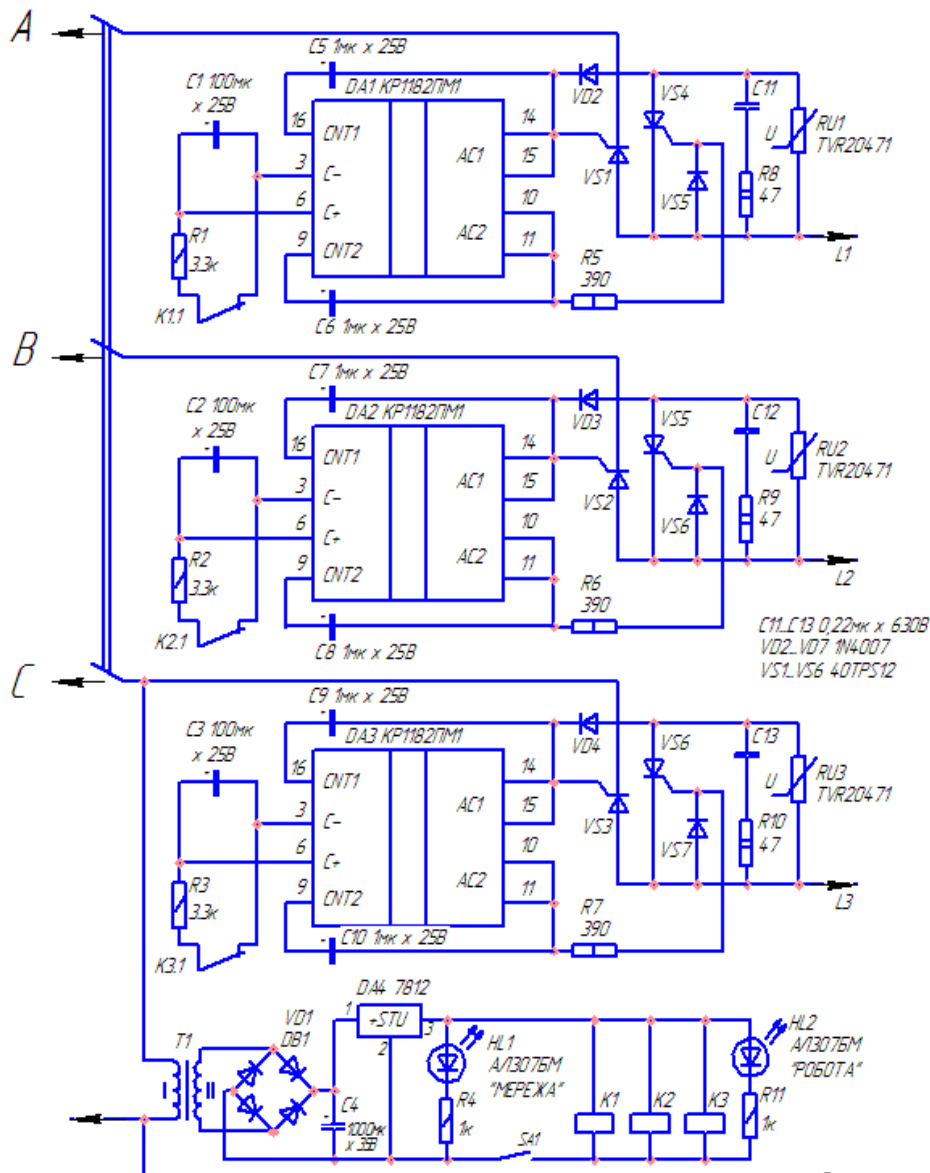 A
C5 1мк x 25В
C1 100мк
x 25В
DA1 КР1182ПМ1
VD2
VS4
C11
16
CNT1
14
U
RU1
TVR20471
3
C-
AC1
15
VS1
6
C+
10
VS5
R8
47
R1
3.3к
9
CNT2
AC2
11
R5
390
L1
K1.1
C6 1мк x 25В
B
C7 1мк x 25В
C2 100мк
x 25В
DA2 КР1182ПМ1
VD3
VS5
C12
16
CNT1
14
U
RU2
TVR20471
3
C-
AC1
15
VS2
6
C+
10
VS6
R9
47
R2
3.3к
9
CNT2
AC2
11
R6
390
L2
K2.1
C8 1мк x 25В
C11...C13 0,22мк x 630В
VD2...VD7 1N4007
VS1...VS6 40TPS12
C
C9 1мк x 25В
C3 100мк
x 25В
DA3 КР1182ПМ1
VD4
VS6
C13
16
CNT1
14
U
RU3
TVR20471
3
C-
AC1
15
VS3
6
C+
10
VS7
R10
47
R3
3.3к
9
CNT2
AC2
11
R7
390
L3
K3.1
C10 1мк x 25В
DA4 7812
T1
VD1
DB1
1
+STU
3
2
HL1
АЛ307БМ
"МЕРЕЖА"
HL2
АЛ307БМ
"РОБОТА"
I
II
C4
1000мк
x 35В
R4
1к
SA1
K1
K2
K3
R11
1к